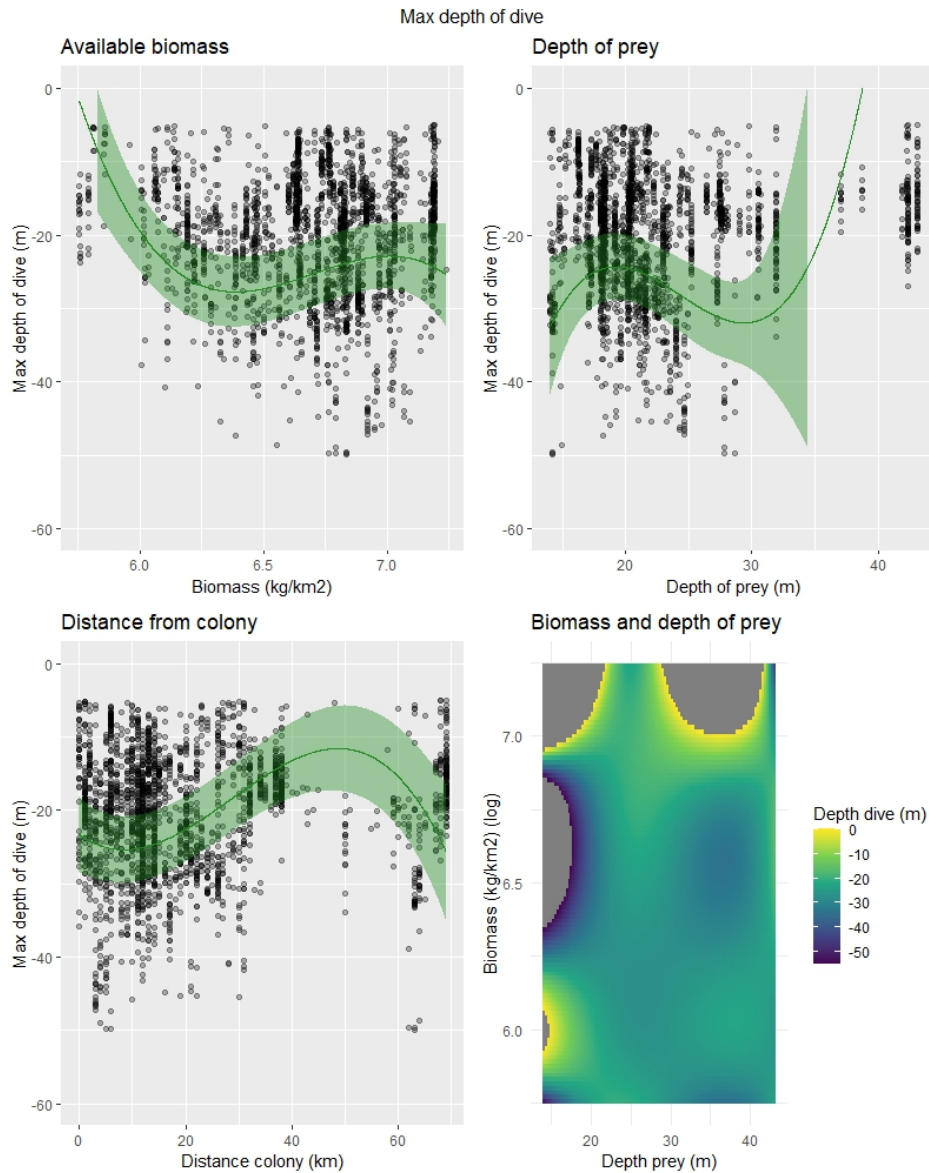 Max depth of dive
Available biomass
Max depth of dive (m)
0
-20
-40
-60
6.0 6.5 7.0
Biomass (kg/km2)
Depth of prey
Max depth of dive (m)
0
-20
-40
-60
20 30 40
Depth of prey (m)
Distance from colony
Max depth of dive (m)
0
-20
-40
-60
0 20 40 60
Distance colony (km)
Biomass and depth of prey
Biomass (kg/km2) (log)
7.0
6.5
6.0
20 30 40
Depth prey (m)
Depth dive (m)
0
-10
-20
-30
-40
-50